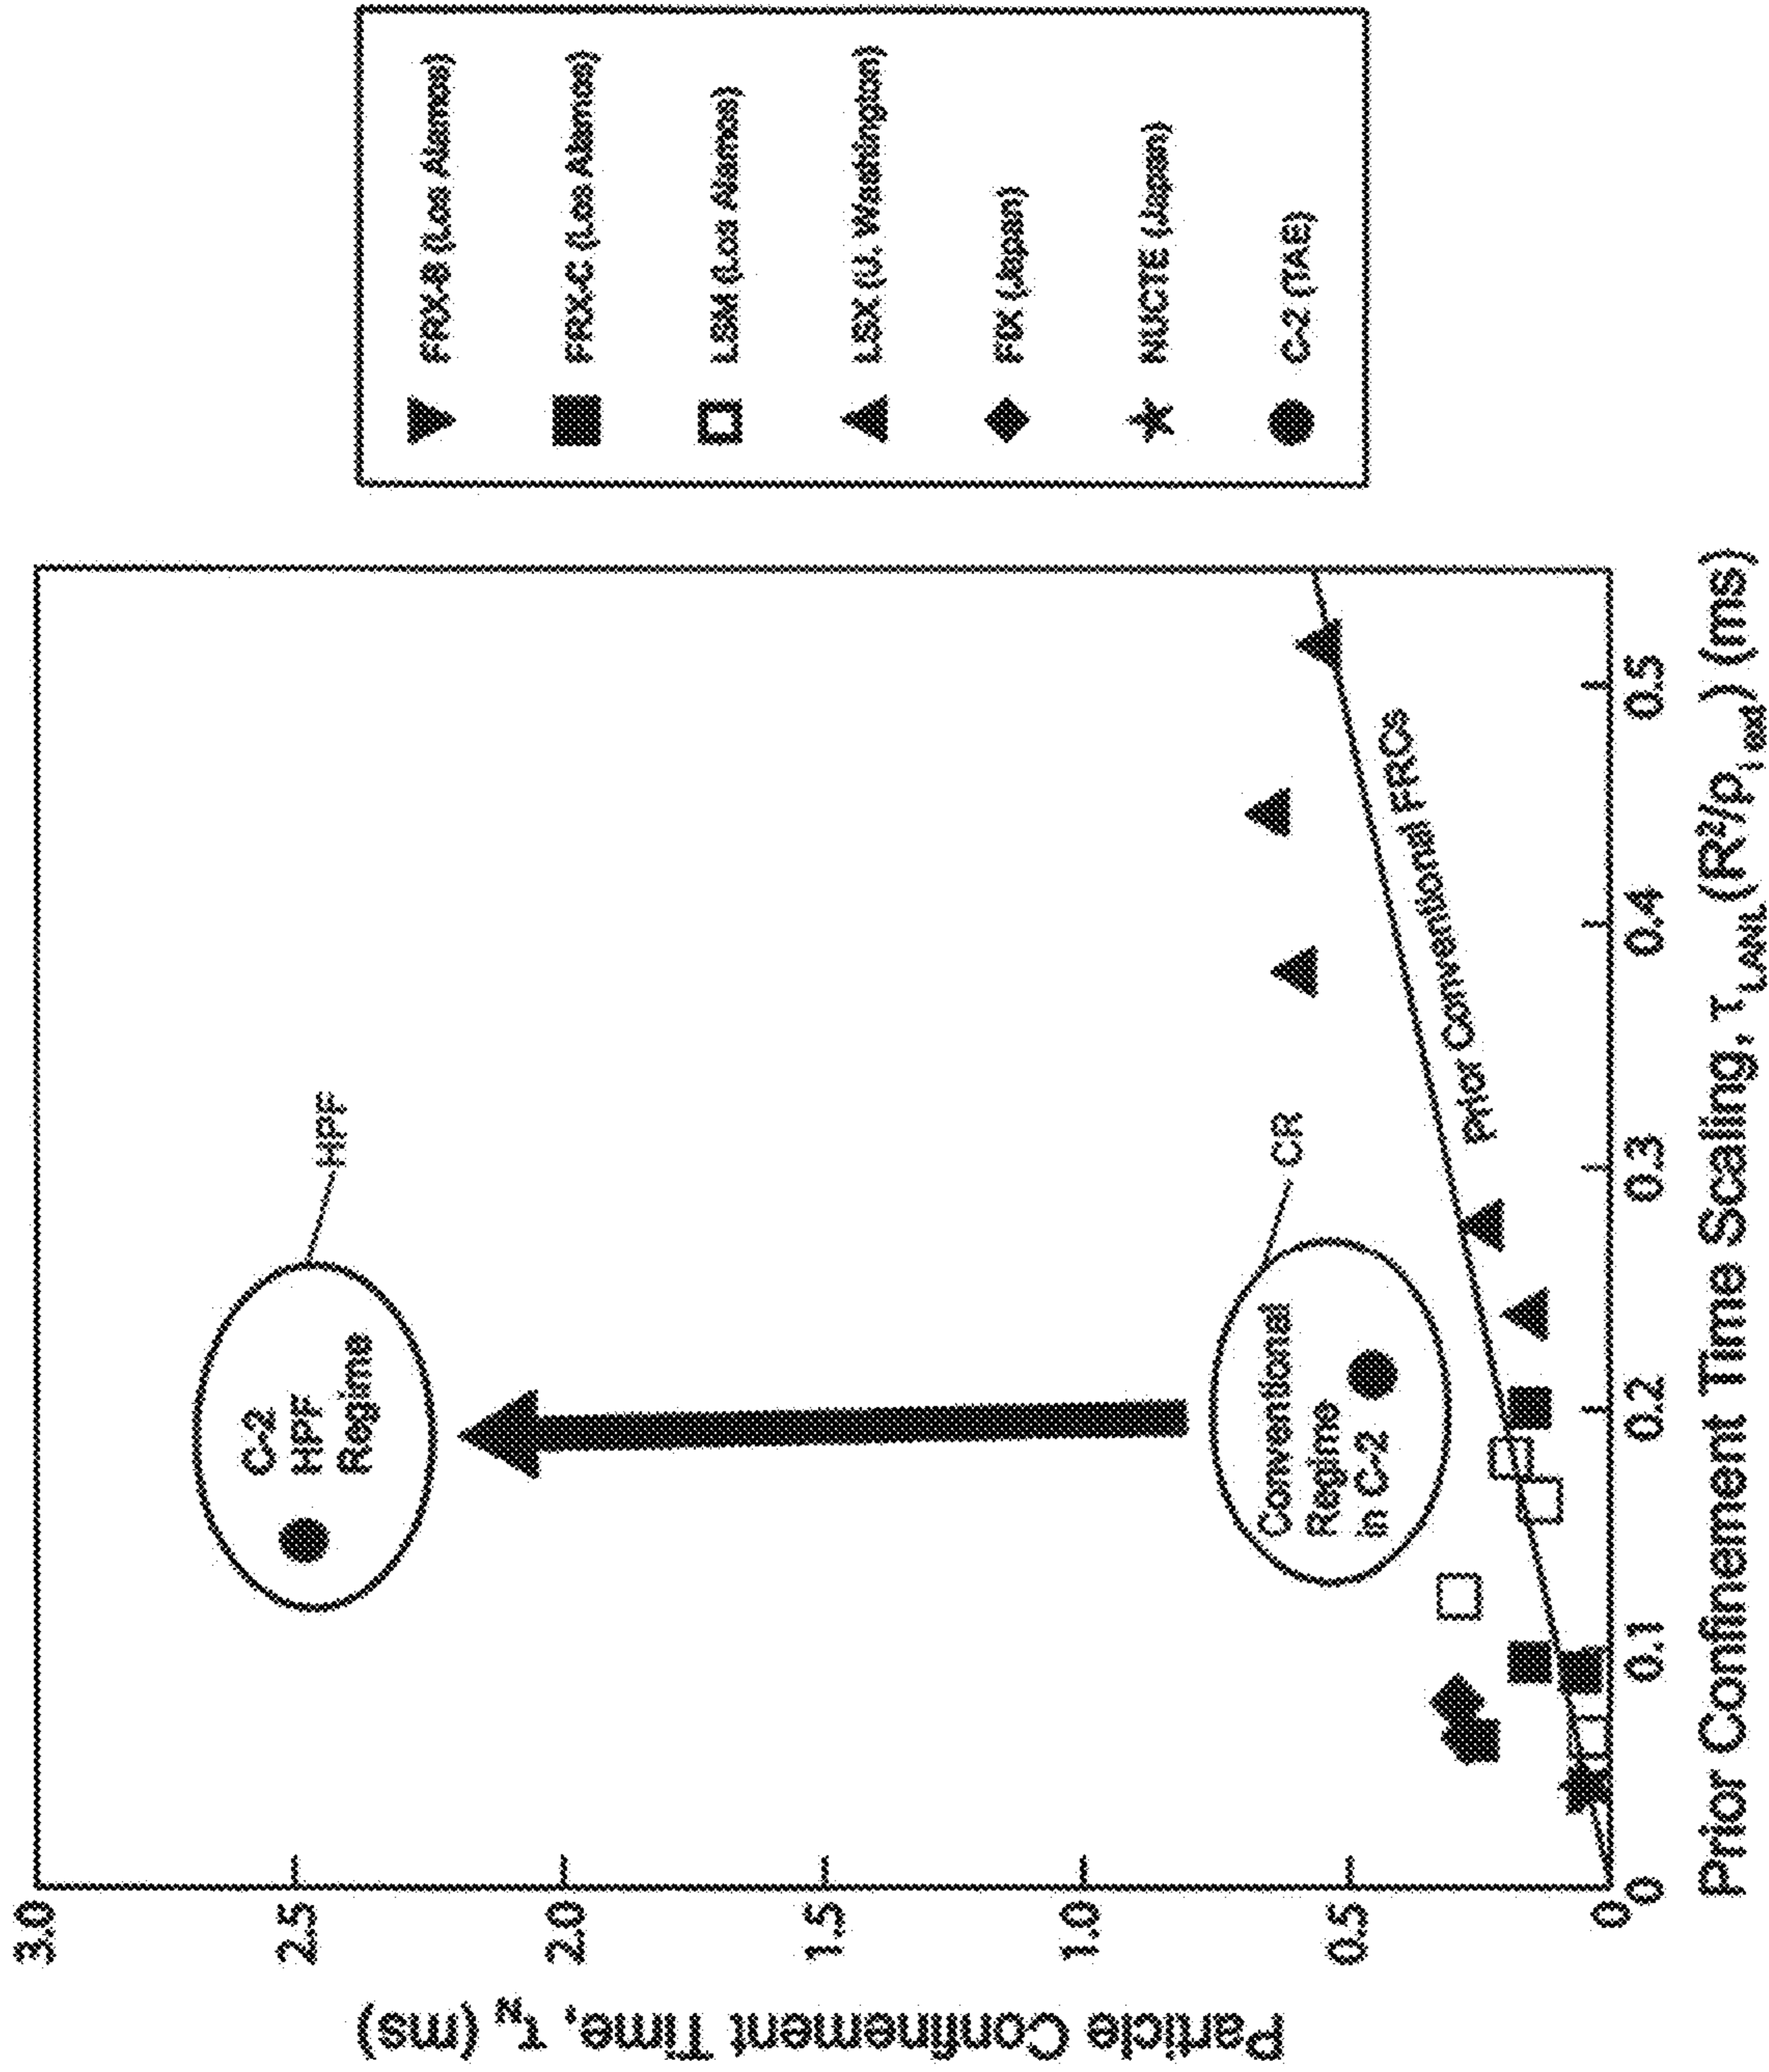 Particle Confinement Time, τN (ms)
3.0
2.5
2.0
1.5
1.0
0.5
0
C-2
HPF
Regime
HPF
Conventional
Regime
in C-2
CR
Prior Conventional FRCs
0
0.1
0.2
0.3
0.4
0.5
Prior Confinement Time Scaling, τLANL (R²/ρi ext) (ms)
FRX-B (Los Alamos)
FRX-C (Los Alamos)
LSM (Los Alamos)
LSX (U. Washington)
FIX (Japan)
NUCTE (Japan)
C-2 (TAE)